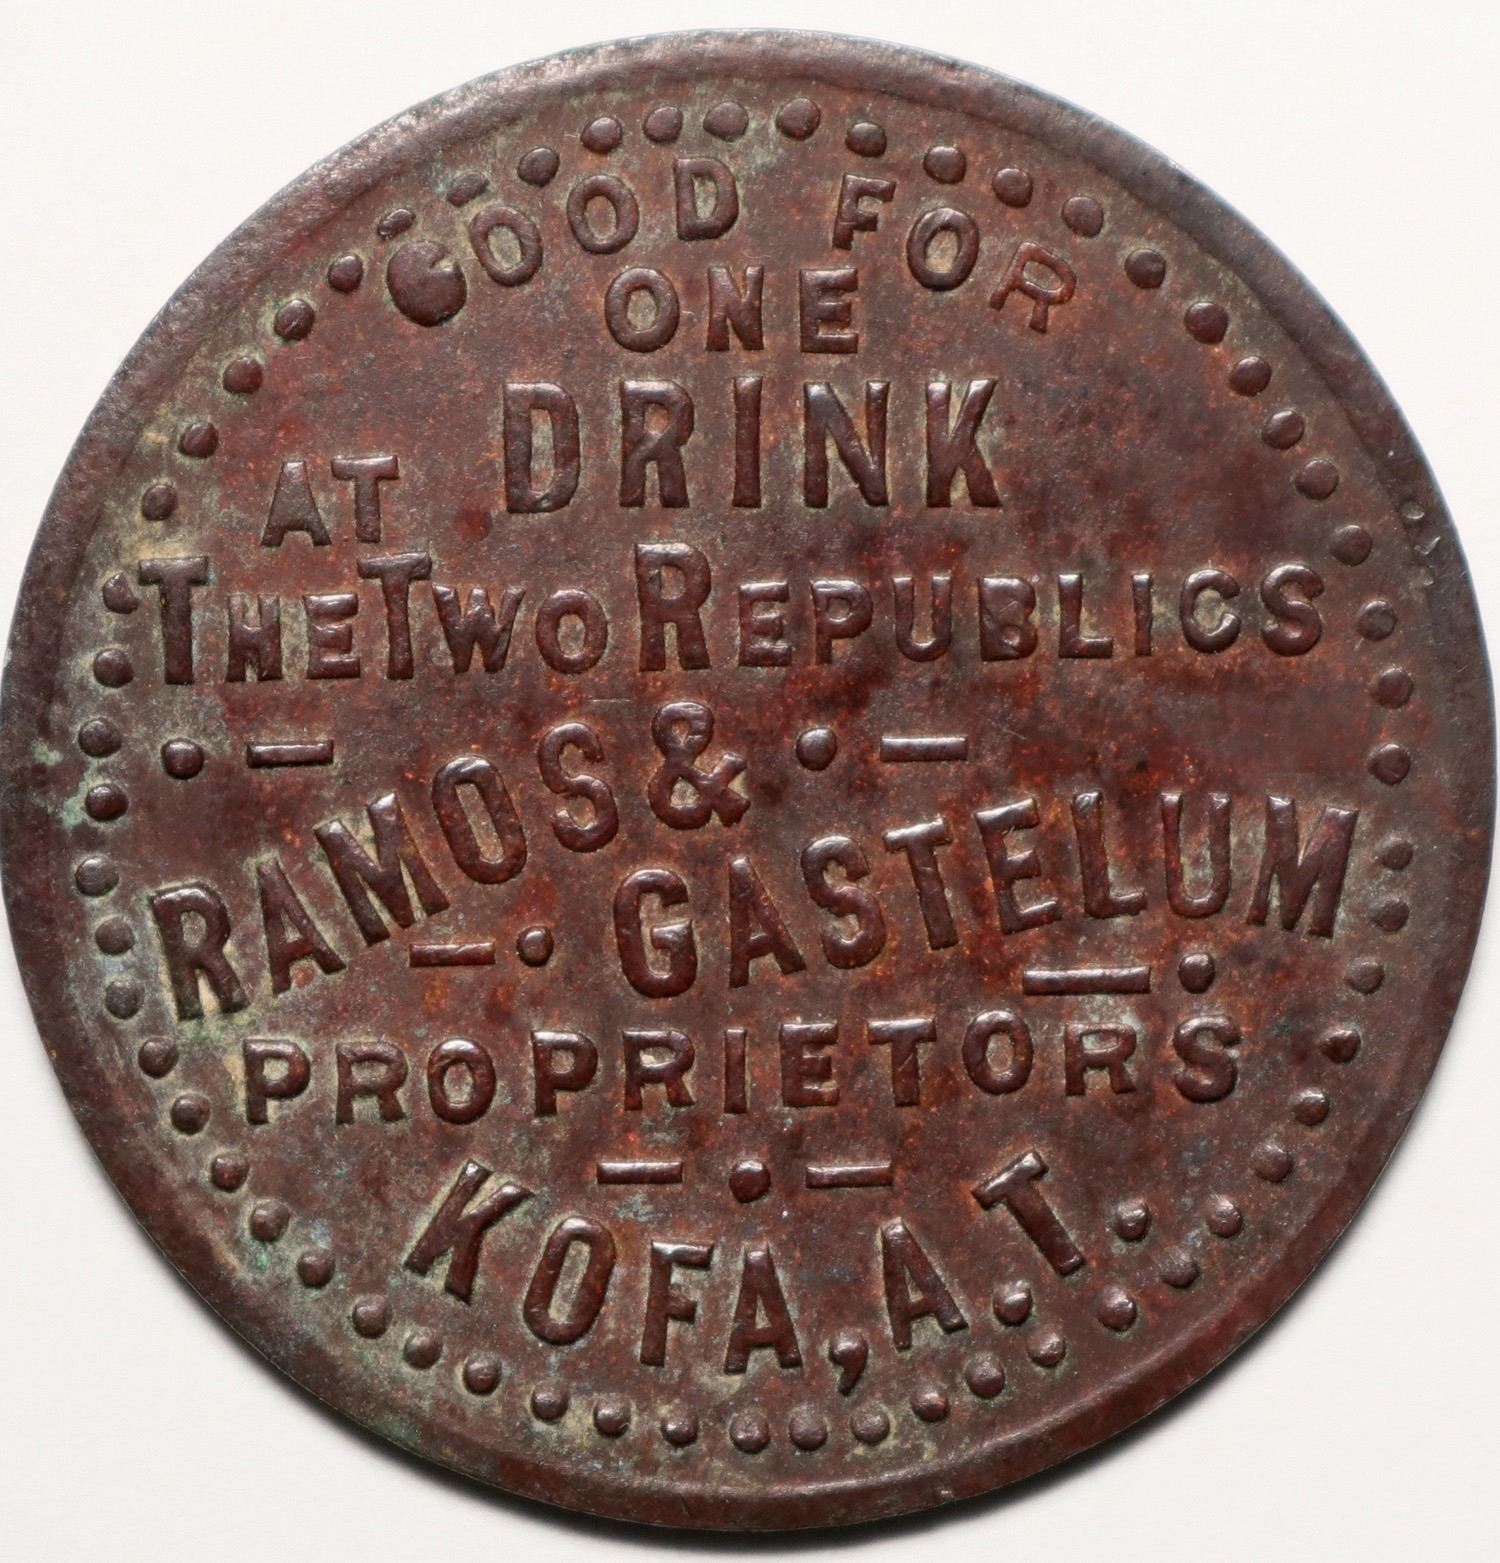 GOOD FOR
ONE
DRINK
AT
THE TWO REPUBLICS
RAMOS &
GASTELUM
PROPRIETORS
KOFA, A.T.